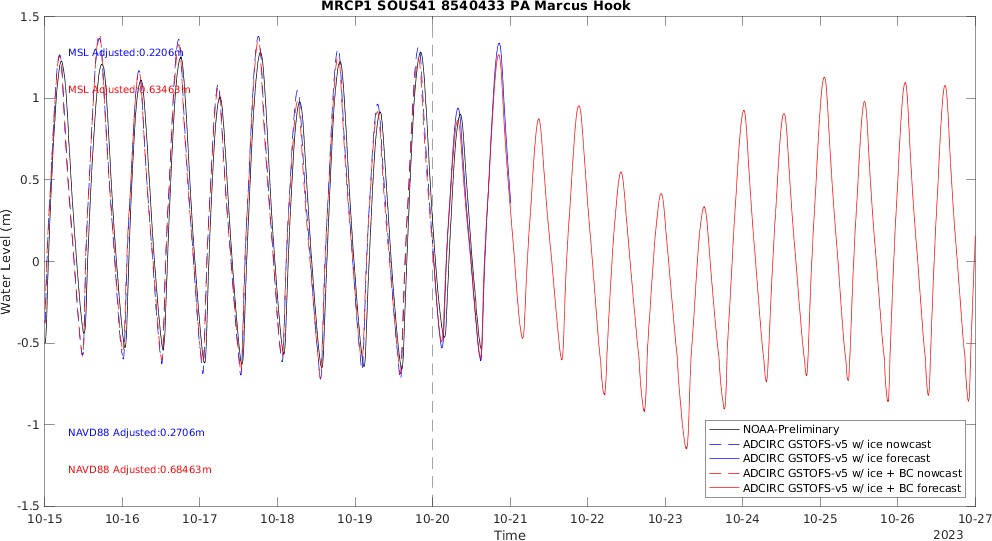 MRCP1 SOUS41 8540433 PA Marcus Hook
1.5
MSL Adjusted:0.2206m
MSL Adjusted:0.63463m
1
0.5
Water Level (m)
0
-0.5
-1
NAVD88 Adjusted:0.2706m
NAVD88 Adjusted:0.68463m
NOAA-Preliminary
ADCIRC GSTOFS-v5 w/ ice nowcast
ADCIRC GSTOFS-v5 w/ ice forecast
ADCIRC GSTOFS-v5 w/ ice + BC nowcast
ADCIRC GSTOFS-v5 w/ ice + BC forecast
-1.5
10-15 10-16 10-17 10-18 10-19 10-20 10-21 10-22 10-23 10-24 10-25 10-26 10-27
Time
2023